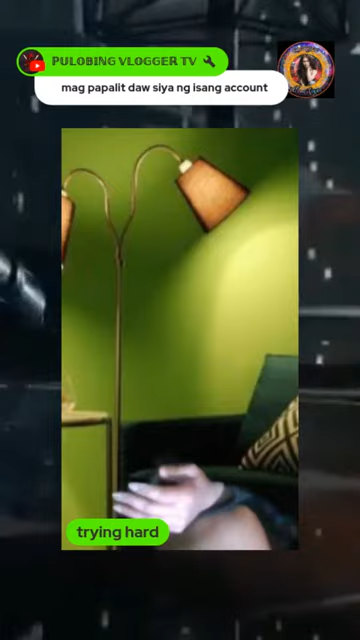 PULOBING VLOGGER TV
mag papalit daw siya ng isang account
trying hard